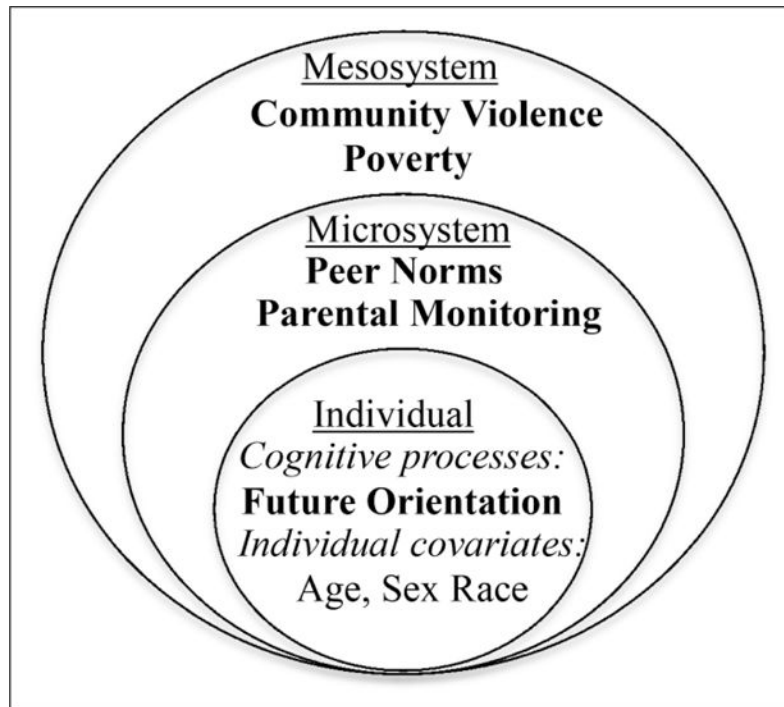 Mesosystem
Community Violence
Poverty
Microsystem
Peer Norms
Parental Monitoring
Individual
Cognitive processes:
Future Orientation
Individual covariates:
Age, Sex Race